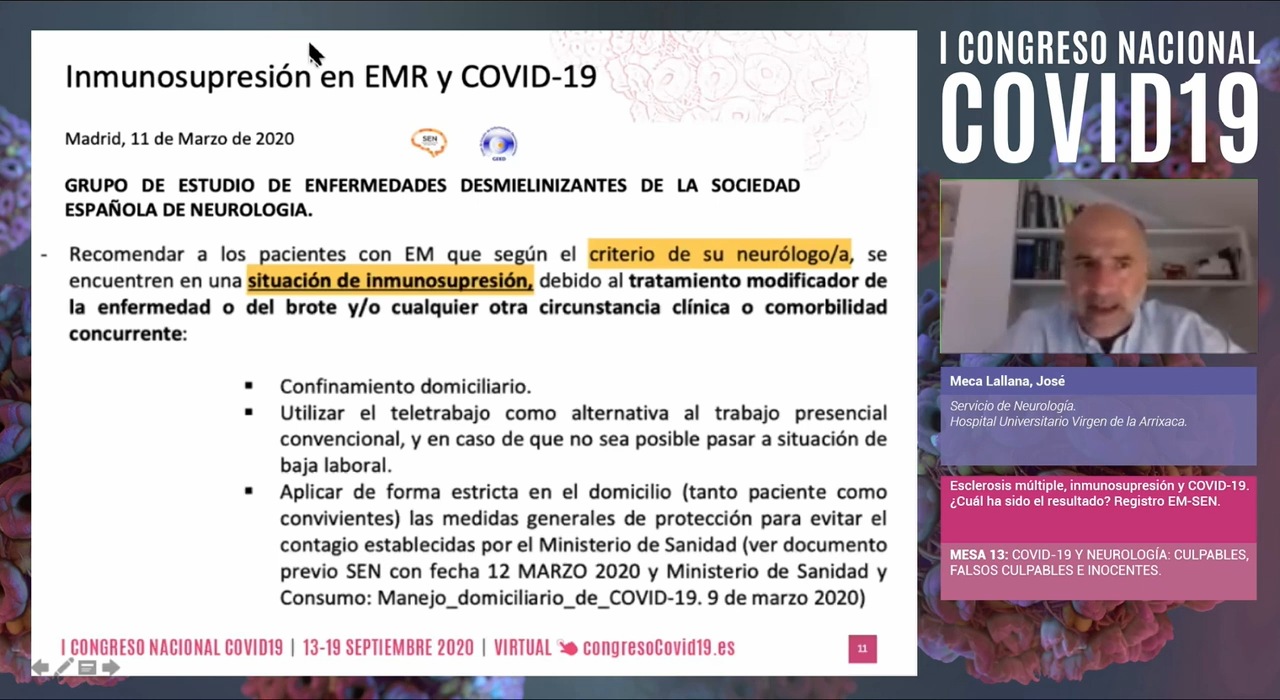 Inmunosupresión en EMR y COVID-19
Madrid, 11 de Marzo de 2020
SEN
GEED
GRUPO DE ESTUDIO DE ENFERMEDADES DESMIELINIZANTES DE LA SOCIEDAD
ESPAÑOLA DE NEUROLOGIA.
- Recomendar a los pacientes con EM que según el criterio de su neurólogo/a, se
encuentren en una situación de inmunosupresión, debido al tratamiento modificador de
la enfermedad o del brote y/o cualquier otra circunstancia clínica o comorbilidad
concurrente:
▪ Confinamiento domiciliario.
▪ Utilizar el teletrabajo como alternativa al trabajo presencial
convencional, y en caso de que no sea posible pasar a situación de
baja laboral.
▪ Aplicar de forma estricta en el domicilio (tanto paciente como
convivientes) las medidas generales de protección para evitar el
contagio establecidas por el Ministerio de Sanidad (ver documento
previo SEN con fecha 12 MARZO 2020 y Ministerio de Sanidad y
Consumo: Manejo_domiciliario_de_COVID-19. 9 de marzo 2020)
I CONGRESO NACIONAL COVID19 | 13-19 SEPTIEMBRE 2020 | VIRTUAL congresoCovid19.es
11
I CONGRESO NACIONAL
COVID19
Meca Lallana, José
Servicio de Neurología.
Hospital Universitario Virgen de la Arrixaca.
Esclerosis múltiple, inmunosupresión y COVID-19.
¿Cuál ha sido el resultado? Registro EM-SEN.
MESA 13: COVID-19 Y NEUROLOGÍA: CULPABLES,
FALSOS CULPABLES E INOCENTES.